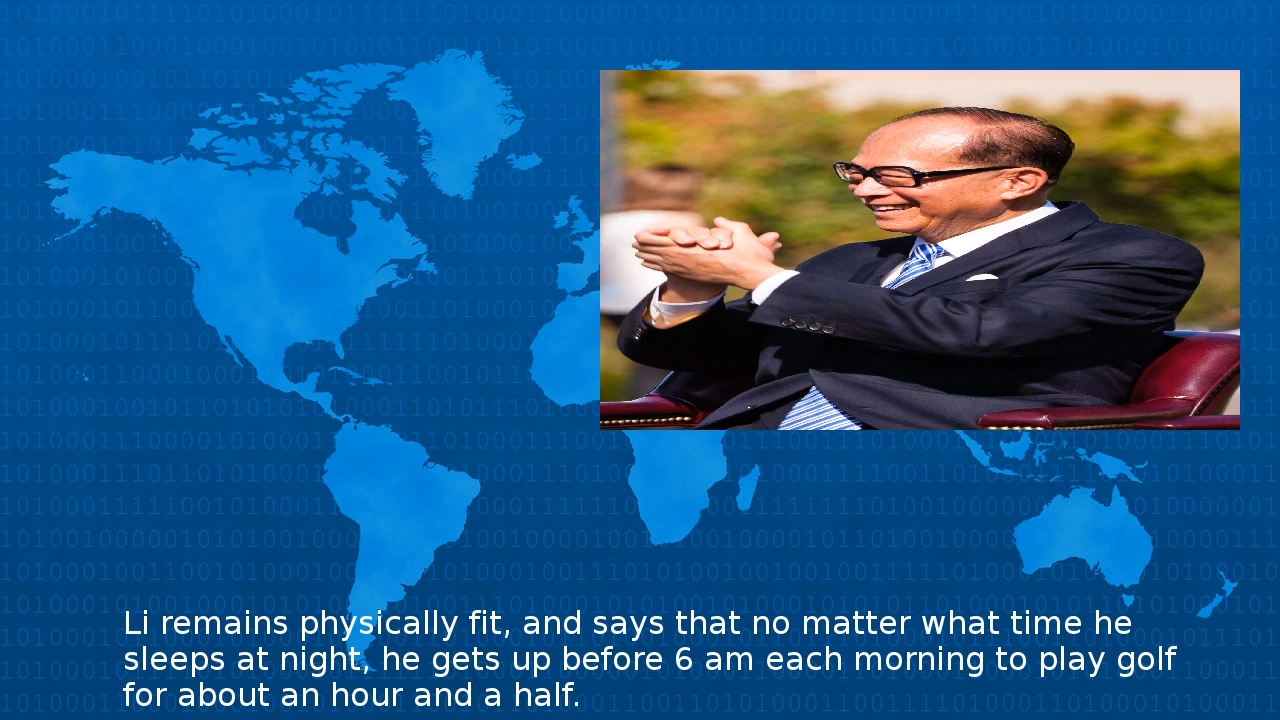 Li remains physically fit, and says that no matter what time he
sleeps at night, he gets up before 6 am each morning to play golf
for about an hour and a half.